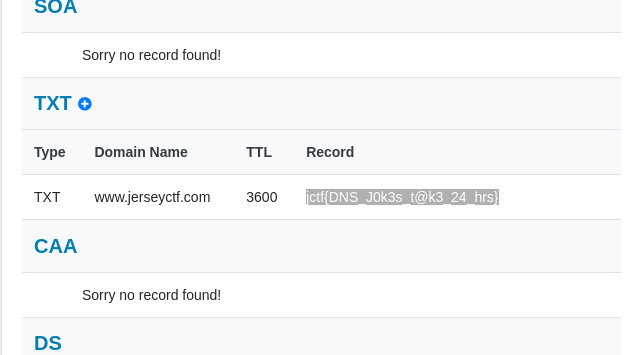 SOA
Sorry no record found!
TXT
Type Domain Name TTL Record
TXT www.jerseyctf.com 3600 jctf{DNS_J0k3s_t@k3_24_hrs}
CAA
Sorry no record found!
DS